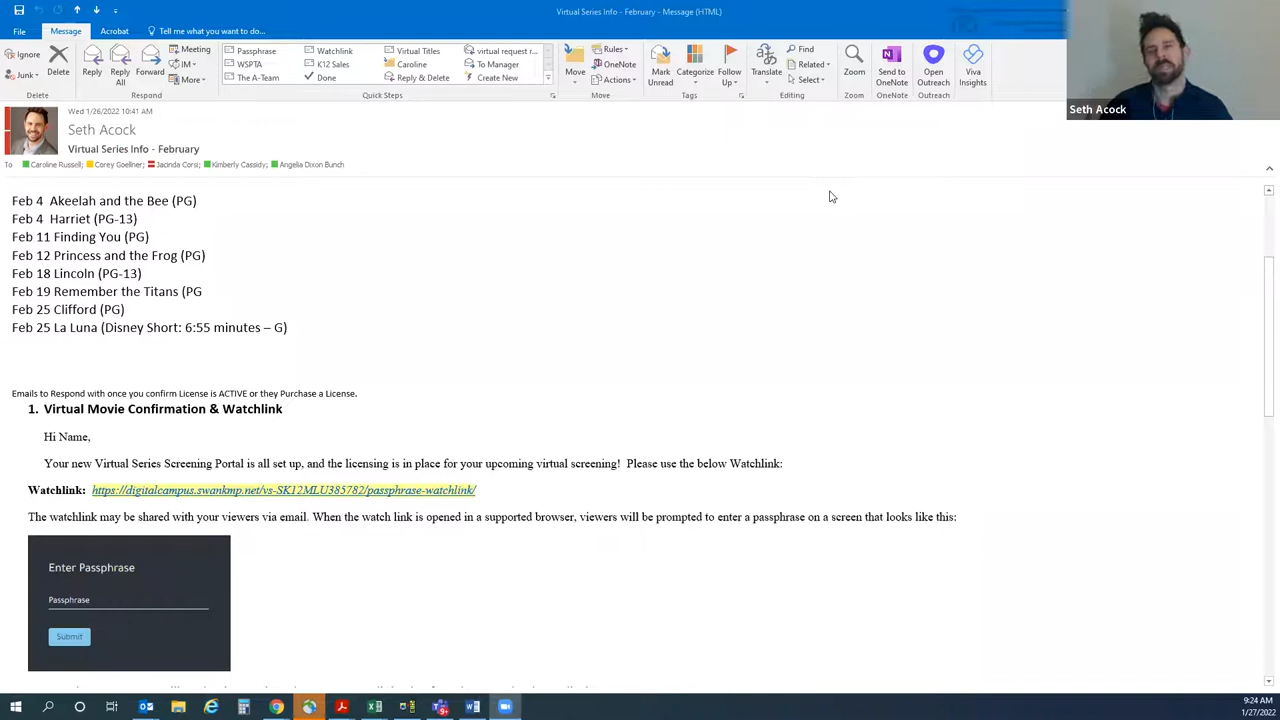 Virtual Series Info - February - Message (HTML)
File
Message
Acrobat
Tell me what you want to do...
Ignore
Junk
Delete
Reply
Reply All
Forward
Meeting
IM
More
Passphrase
WSPTA
The A-Team
Watchlink
K12 Sales
Done
Virtual Titles
Caroline
Reply & Delete
virtual request r...
To Manager
Create New
Move
Rules
OneNote
Actions
Mark Unread
Categorize
Follow Up
Translate
Find
Related
Select
Zoom
Send to OneNote
Open Outreach
Viva Insights
Delete
Respond
Quick Steps
Move
Tags
Editing
Zoom
OneNote
Outreach
Seth Acock
Wed 1/26/2022 10:41 AM
Seth Acock
Virtual Series Info - February
To Caroline Russell; Corey Goellner; Jacinda Corsi; Kimberly Cassidy; Angelia Dixon Bunch
Feb 4 Akeelah and the Bee (PG)
Feb 4 Harriet (PG-13)
Feb 11 Finding You (PG)
Feb 12 Princess and the Frog (PG)
Feb 18 Lincoln (PG-13)
Feb 19 Remember the Titans (PG
Feb 25 Clifford (PG)
Feb 25 La Luna (Disney Short: 6:55 minutes – G)
Emails to Respond with once you confirm License is ACTIVE or they Purchase a License.
1. Virtual Movie Confirmation & Watchlink
Hi Name,
Your new Virtual Series Screening Portal is all set up, and the licensing is in place for your upcoming virtual screening! Please use the below Watchlink:
Watchlink: https://digitalcampus.swankmp.net/vs-SK12MLU385782/passphrase-watchlink/
The watchlink may be shared with your viewers via email. When the watch link is opened in a supported browser, viewers will be prompted to enter a passphrase on a screen that looks like this:
Enter Passphrase
Passphrase
Submit
9:24 AM
1/27/2022